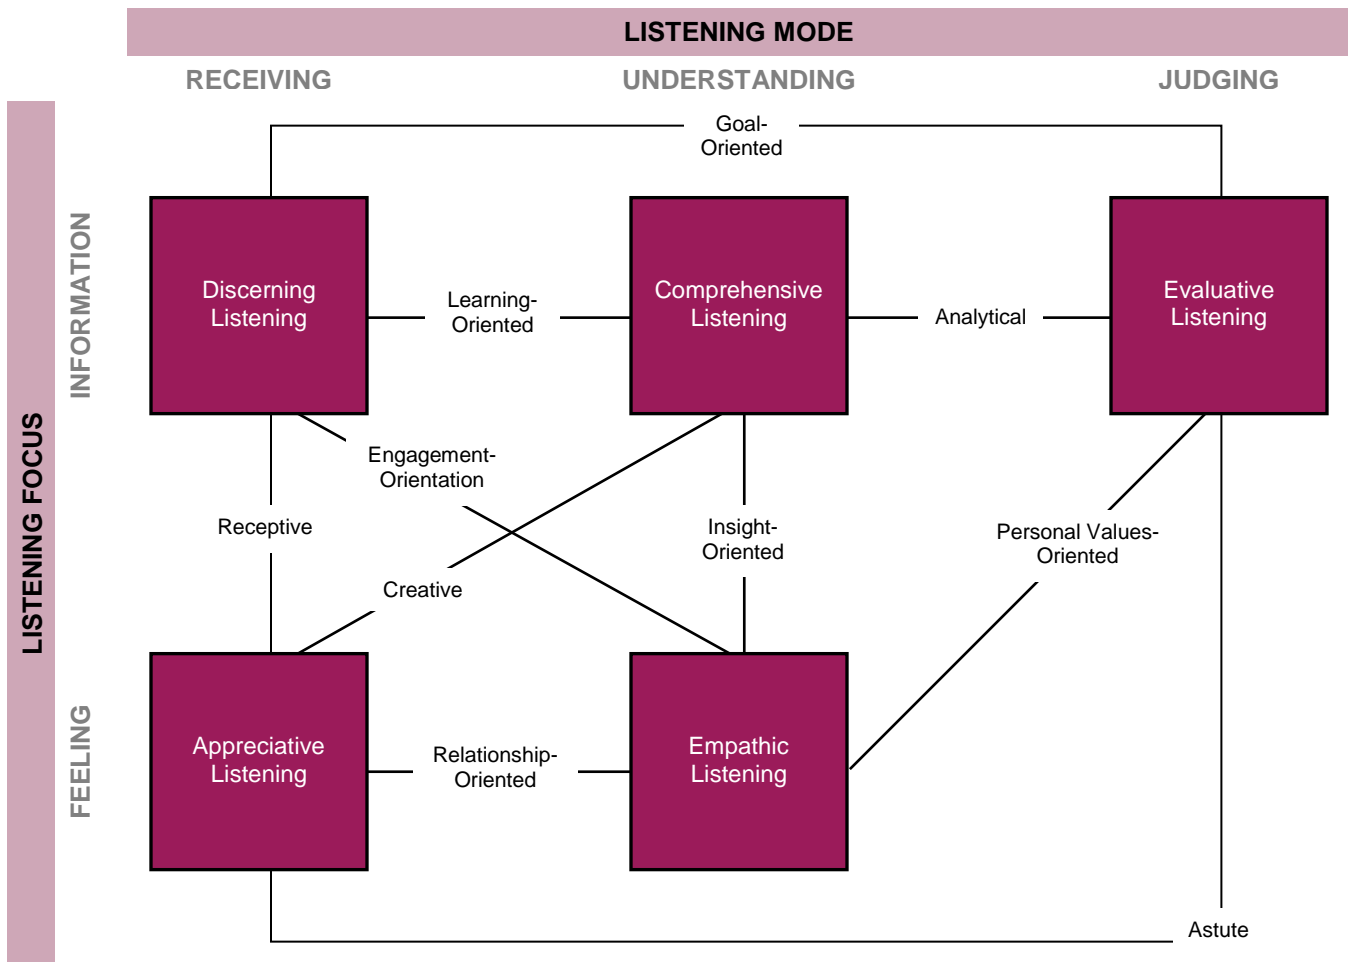 LISTENING MODE
RECEIVING
UNDERSTANDING
JUDGING
LISTENING FOCUS
INFORMATION
FEELING
Goal-
Oriented
Discerning
Listening
Learning-
Oriented
Comprehensive
Listening
Analytical
Evaluative
Listening
Engagement-
Orientation
Receptive
Insight-
Oriented
Personal Values-
Oriented
Creative
Appreciative
Listening
Relationship-
Oriented
Empathic
Listening
Astute